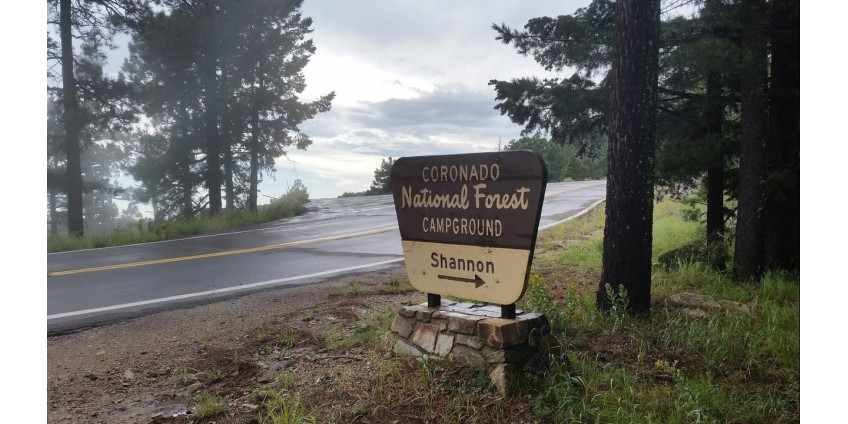 CORONADO
National Forest
CAMPGROUND
Shannon